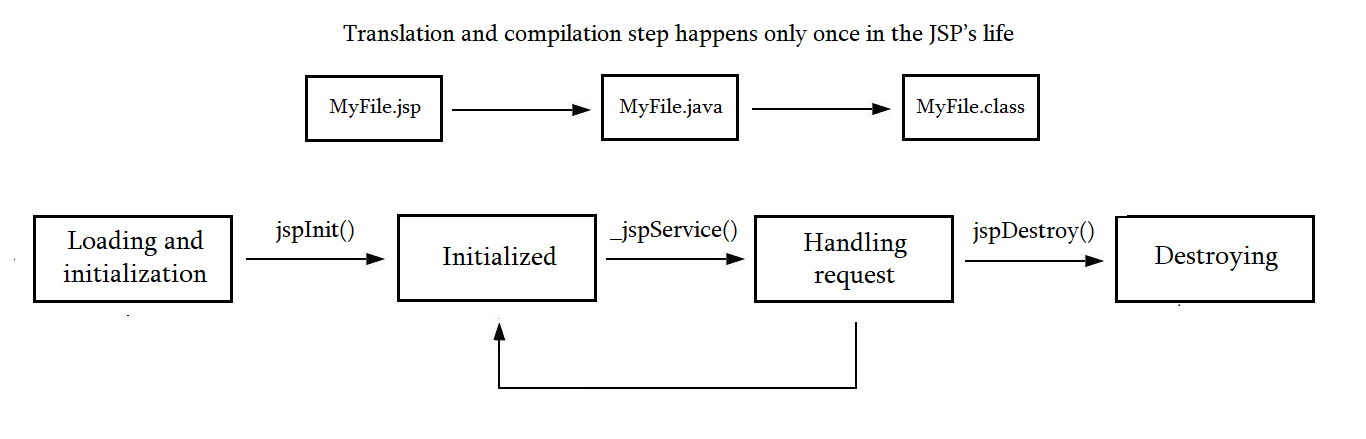 Translation and compilation step happens only once in the JSP’s life
MyFile.jsp
MyFile.java
MyFile.class
Loading and
initialization
jspInit()
Initialized
_jspService()
Handling
request
jspDestroy()
Destroying